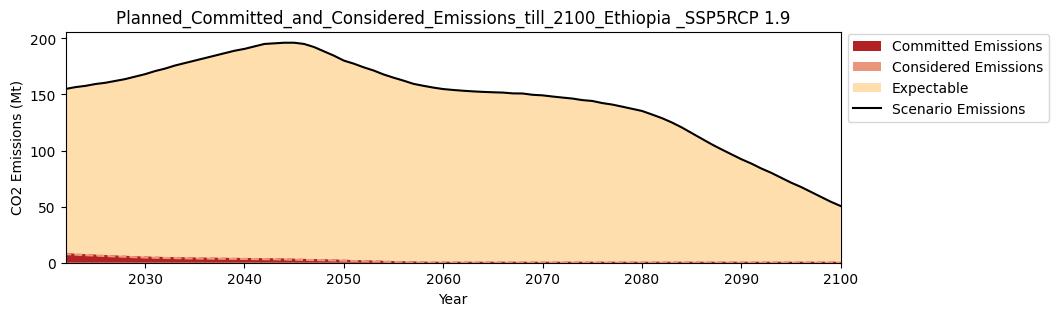 Planned_Committed_and_Considered_Emissions_till_2100_Ethiopia _SSP5RCP 1.9
CO2 Emissions (Mt)
200
150
100
50
0
2030 2040 2050 2060 2070 2080 2090 2100
Year
Committed Emissions
Considered Emissions
Expectable
Scenario Emissions